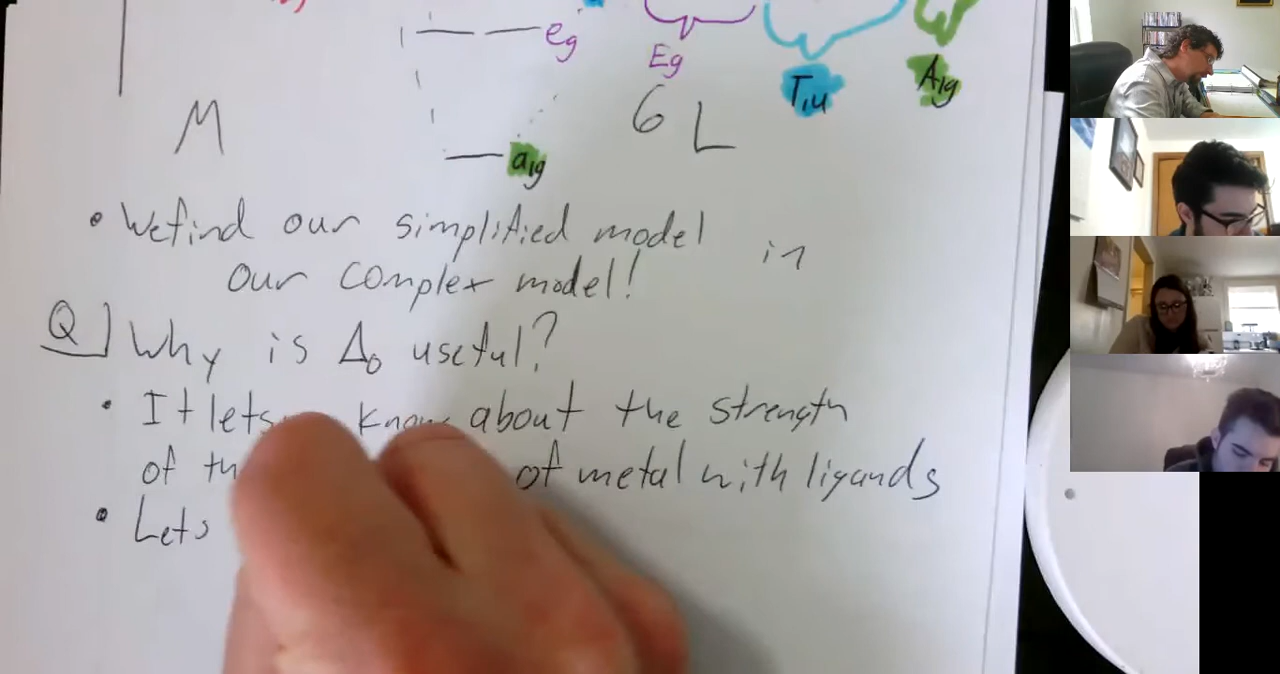 eg
Eg
T1u
A1g
M
6 L
a1g
• We find our simplified model in
our complex model!
Q] Why is Δo useful?
• It lets know about the strength
of of metal with ligands
• Lets